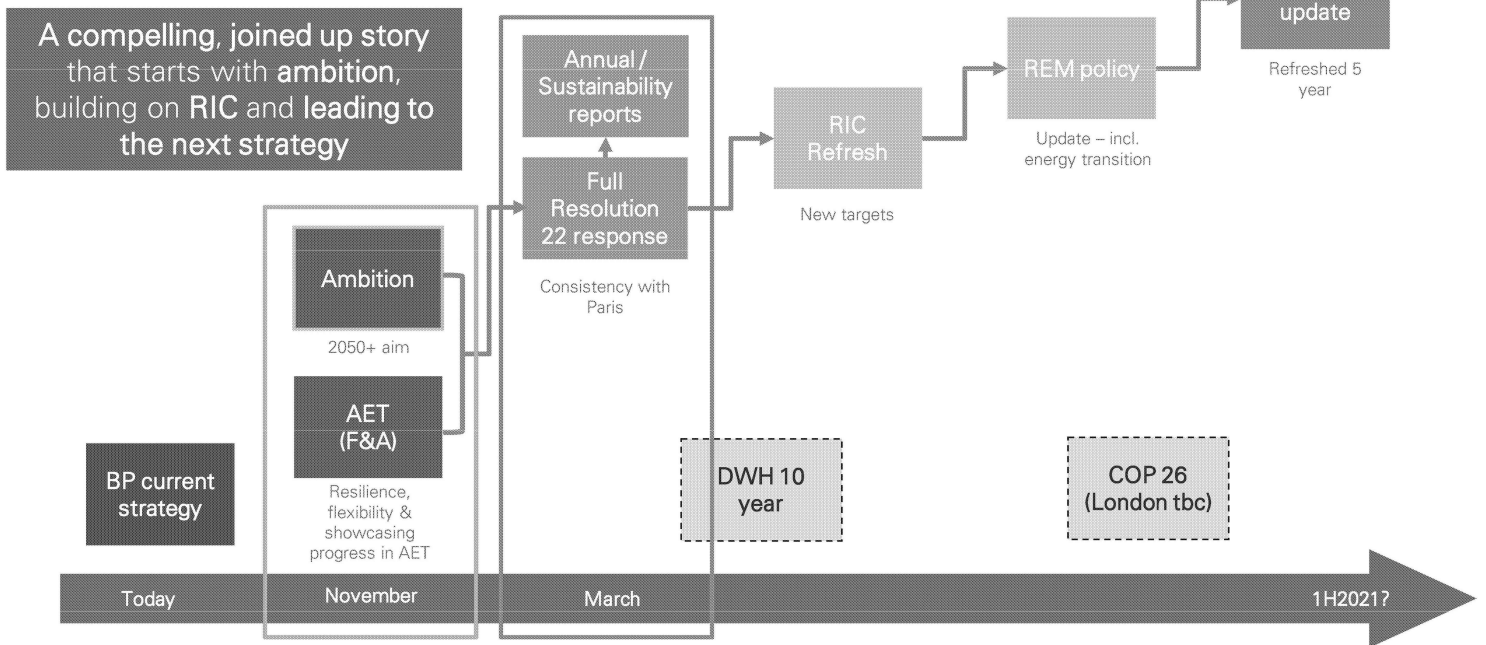 A compelling, joined up story
that starts with ambition,
building on RIC and leading to
the next strategy
Annual /
Sustainability
reports
Full
Resolution
22 response
Consistency with
Paris
RIC
Refresh
New targets
REM policy
Update – incl.
energy transition
update
Refreshed 5
year
Ambition
2050+ aim
AET
(F&A)
Resilience,
flexibility &
showcasing
progress in AET
BP current
strategy
DWH 10
year
COP 26
(London tbc)
Today
November
March
1H2021?